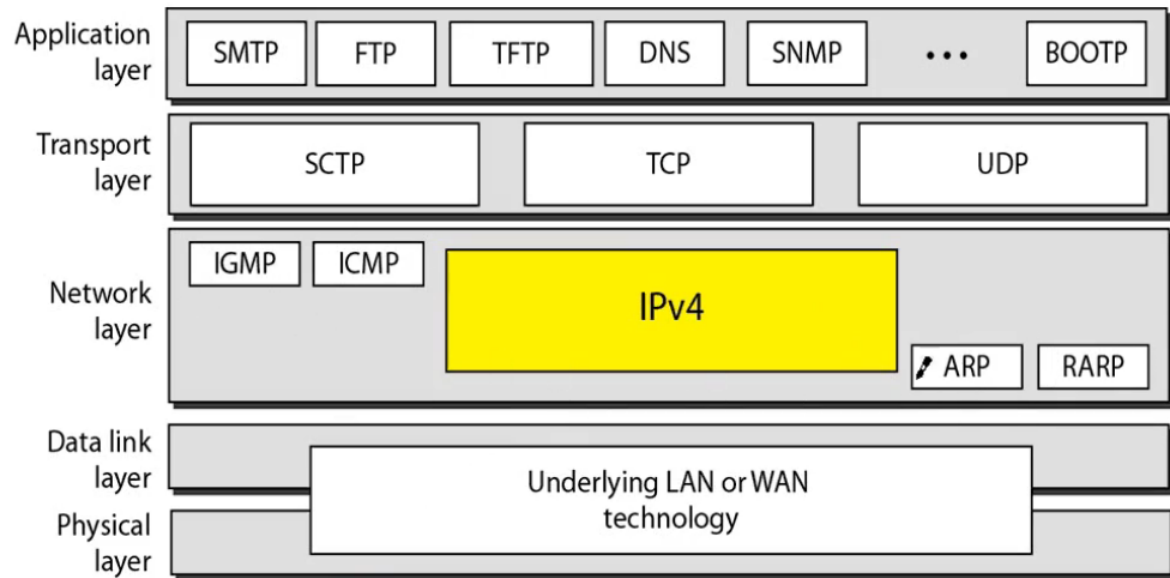 Application
layer
SMTP FTP TFTP DNS SNMP ... BOOTP
Transport
layer
SCTP TCP UDP
Network
layer
IGMP ICMP
IPv4
ARP RARP
Data link
layer
Underlying LAN or WAN
technology
Physical
layer